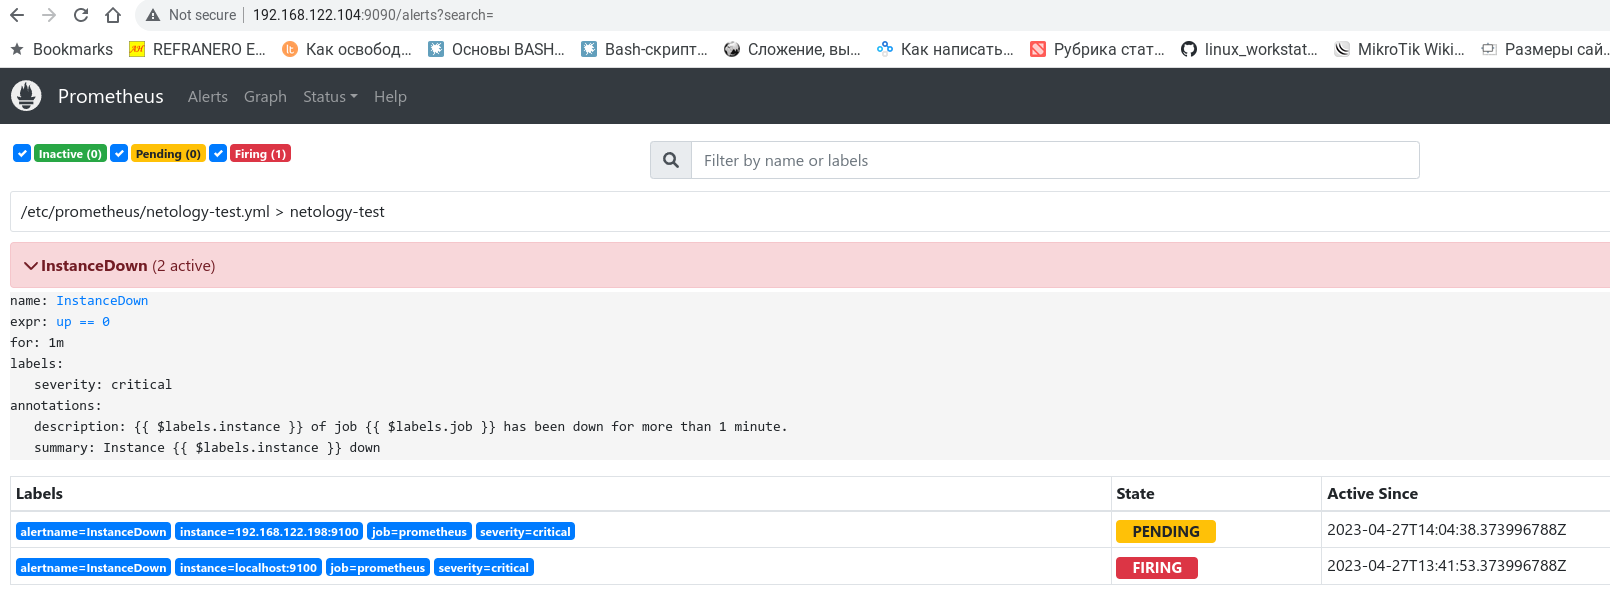 Not secure | 192.168.122.104:9090/alerts?search=
Bookmarks REFRANERO E... Как освобод... Основы BASH... Bash-скрипт... Сложение, вы... Как написать... Рубрика стат... linux_workstat... MikroTik Wiki... Размеры сай...
Prometheus Alerts Graph Status Help
Inactive (0) Pending (0) Firing (1)
Filter by name or labels
/etc/prometheus/netology-test.yml > netology-test
InstanceDown (2 active)
name: InstanceDown
expr: up == 0
for: 1m
labels:
severity: critical
annotations:
description: {{ $labels.instance }} of job {{ $labels.job }} has been down for more than 1 minute.
summary: Instance {{ $labels.instance }} down
Labels State Active Since
alertname=InstanceDown instance=192.168.122.198:9100 job=prometheus severity=critical PENDING 2023-04-27T14:04:38.373996788Z
alertname=InstanceDown instance=localhost:9100 job=prometheus severity=critical FIRING 2023-04-27T13:41:53.373996788Z